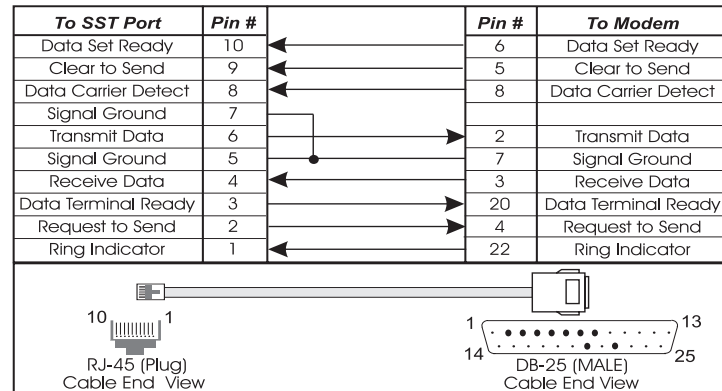 To SST Port Pin # Pin # To Modem
Data Set Ready 10 6 Data Set Ready
Clear to Send 9 5 Clear to Send
Data Carrier Detect 8 8 Data Carrier Detect
Signal Ground 7
Transmit Data 6 2 Transmit Data
Signal Ground 5 7 Signal Ground
Receive Data 4 3 Receive Data
Data Terminal Ready 3 20 Data Terminal Ready
Request to Send 2 4 Request to Send
Ring Indicator 1 22 Ring Indicator
10 1
RJ-45 (Plug)
Cable End View
1 13
14 25
DB-25 (MALE)
Cable End View